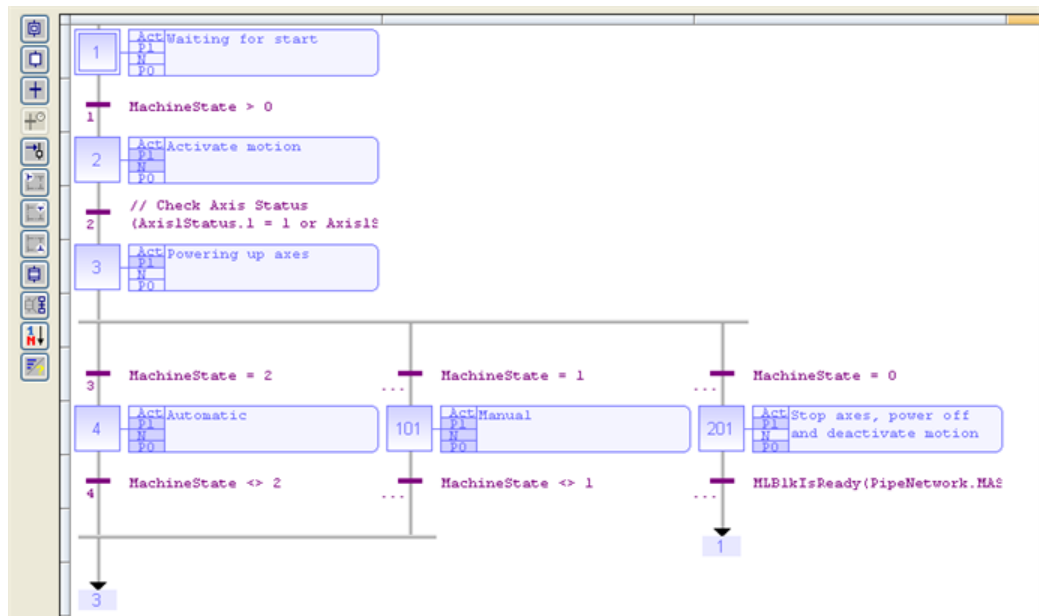 1
Act Waiting for start
P1
N
P0
1
MachineState > 0
2
Act Activate motion
P1
N
P0
2
// Check Axis Status
(Axis1Status.1 = 1 or Axis1S
3
Act Powering up axes
P1
N
P0
3 MachineState = 2
... MachineState = 1
... MachineState = 0
4
Act Automatic
P1
N
P0
101
Act Manual
P1
N
P0
201
Act Stop axes, power off
P1
N and deactivate motion
P0
4 MachineState <> 2
... MachineState <> 1
... MLBlkIsReady(PipeNetwork.MAS
1
3